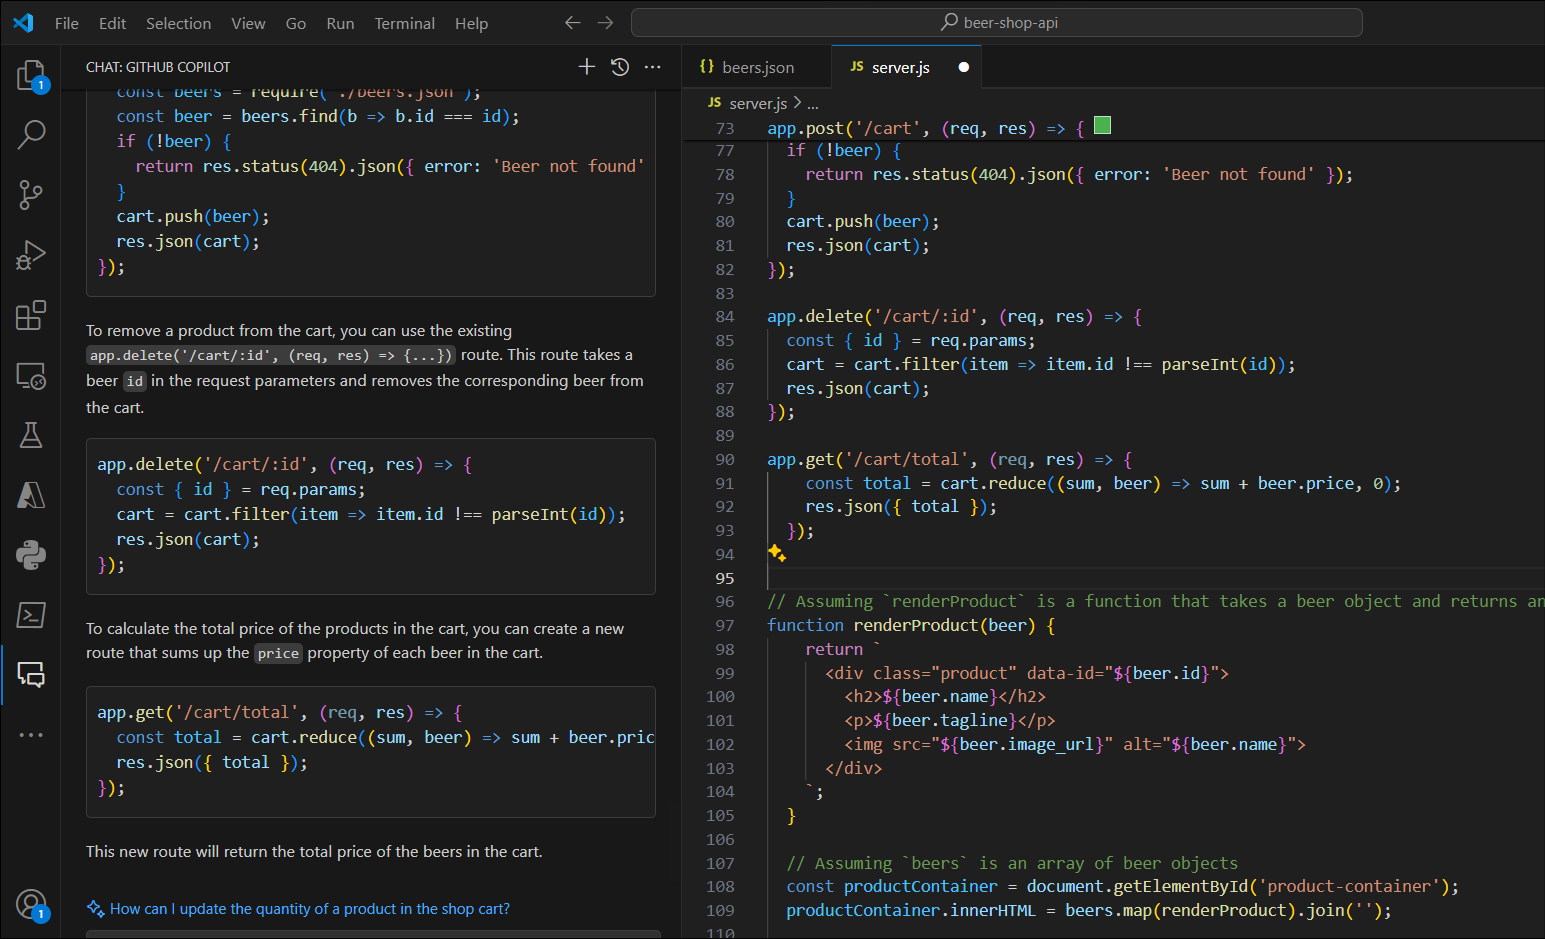 File Edit Selection View Go Run Terminal Help
beer-shop-api
CHAT: GITHUB COPILOT
const beers = require('./beers.json');
const beer = beers.find(b => b.id === id);
if (!beer) {
return res.status(404).json({ error: 'Beer not found'
}
cart.push(beer);
res.json(cart);
});
To remove a product from the cart, you can use the existing
app.delete('/cart/:id', (req, res) => {...}) route. This route takes a
beer id in the request parameters and removes the corresponding beer from
the cart.
app.delete('/cart/:id', (req, res) => {
const { id } = req.params;
cart = cart.filter(item => item.id !== parseInt(id));
res.json(cart);
});
To calculate the total price of the products in the cart, you can create a new
route that sums up the price property of each beer in the cart.
app.get('/cart/total', (req, res) => {
const total = cart.reduce((sum, beer) => sum + beer.pric
res.json({ total });
});
This new route will return the total price of the beers in the cart.
How can I update the quantity of a product in the shop cart?
1
1
{} beers.json
JS server.js
JS server.js > ...
73 app.post('/cart', (req, res) => {
77 if (!beer) {
78 return res.status(404).json({ error: 'Beer not found' });
79 }
80 cart.push(beer);
81 res.json(cart);
82 });
83
84 app.delete('/cart/:id', (req, res) => {
85 const { id } = req.params;
86 cart = cart.filter(item => item.id !== parseInt(id));
87 res.json(cart);
88 });
89
90 app.get('/cart/total', (req, res) => {
91 const total = cart.reduce((sum, beer) => sum + beer.price, 0);
92 res.json({ total });
93 });
94
95
96 // Assuming `renderProduct` is a function that takes a beer object and returns an
97 function renderProduct(beer) {
98 return `
99 <div class="product" data-id="${beer.id}">
100 <h2>${beer.name}</h2>
101 <p>${beer.tagline}</p>
102 <img src="${beer.image_url}" alt="${beer.name}">
103 </div>
104 `;
105 }
106
107 // Assuming `beers` is an array of beer objects
108 const productContainer = document.getElementById('product-container');
109 productContainer.innerHTML = beers.map(renderProduct).join('');
110